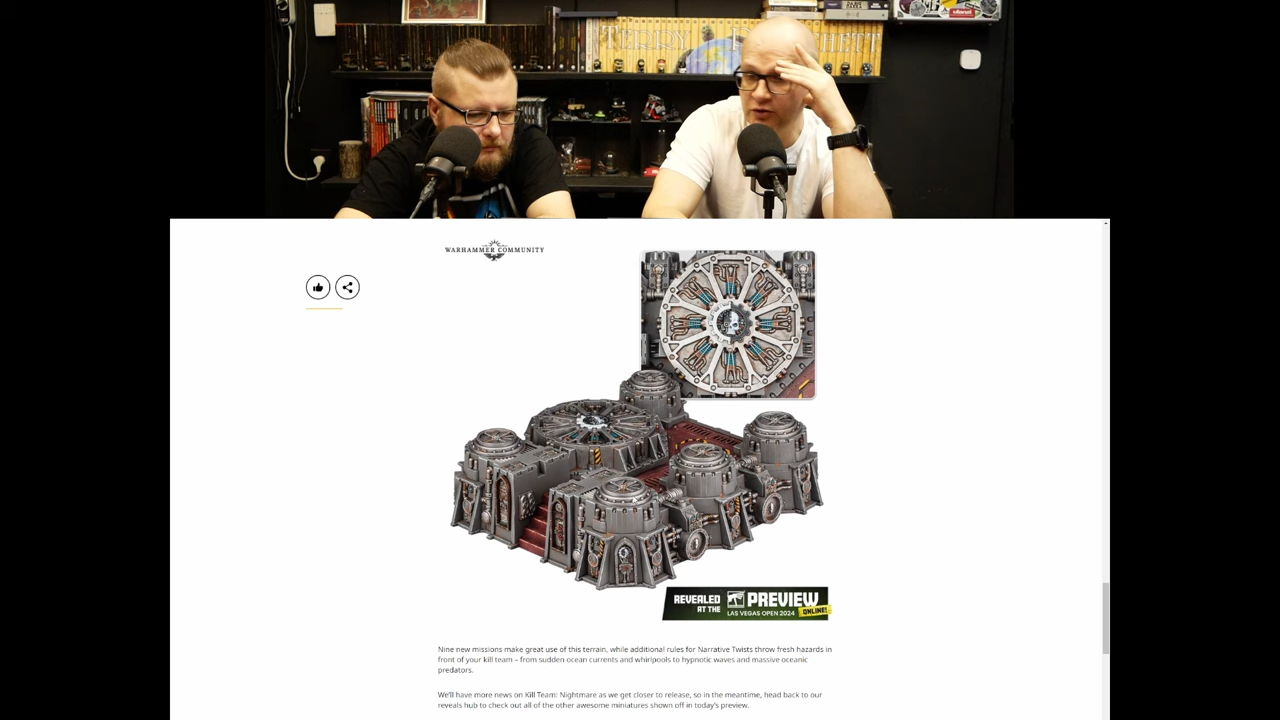 TERRY
WARHAMMER COMMUNITY
REVEALED
AT THE
PREVIEW
LAS VEGAS OPEN 2024
ONLINE!
Nine new missions make great use of this terrain, while additional rules for Narrative Twists throw fresh hazards in
front of your kill team – from sudden ocean currents and whirlpools to hypnotic waves and massive oceanic
predators.
We'll have more news on Kill Team: Nightmare as we get closer to release, so in the meantime, head back to our
reveals hub to check out all of the other awesome miniatures shown off in today's preview.